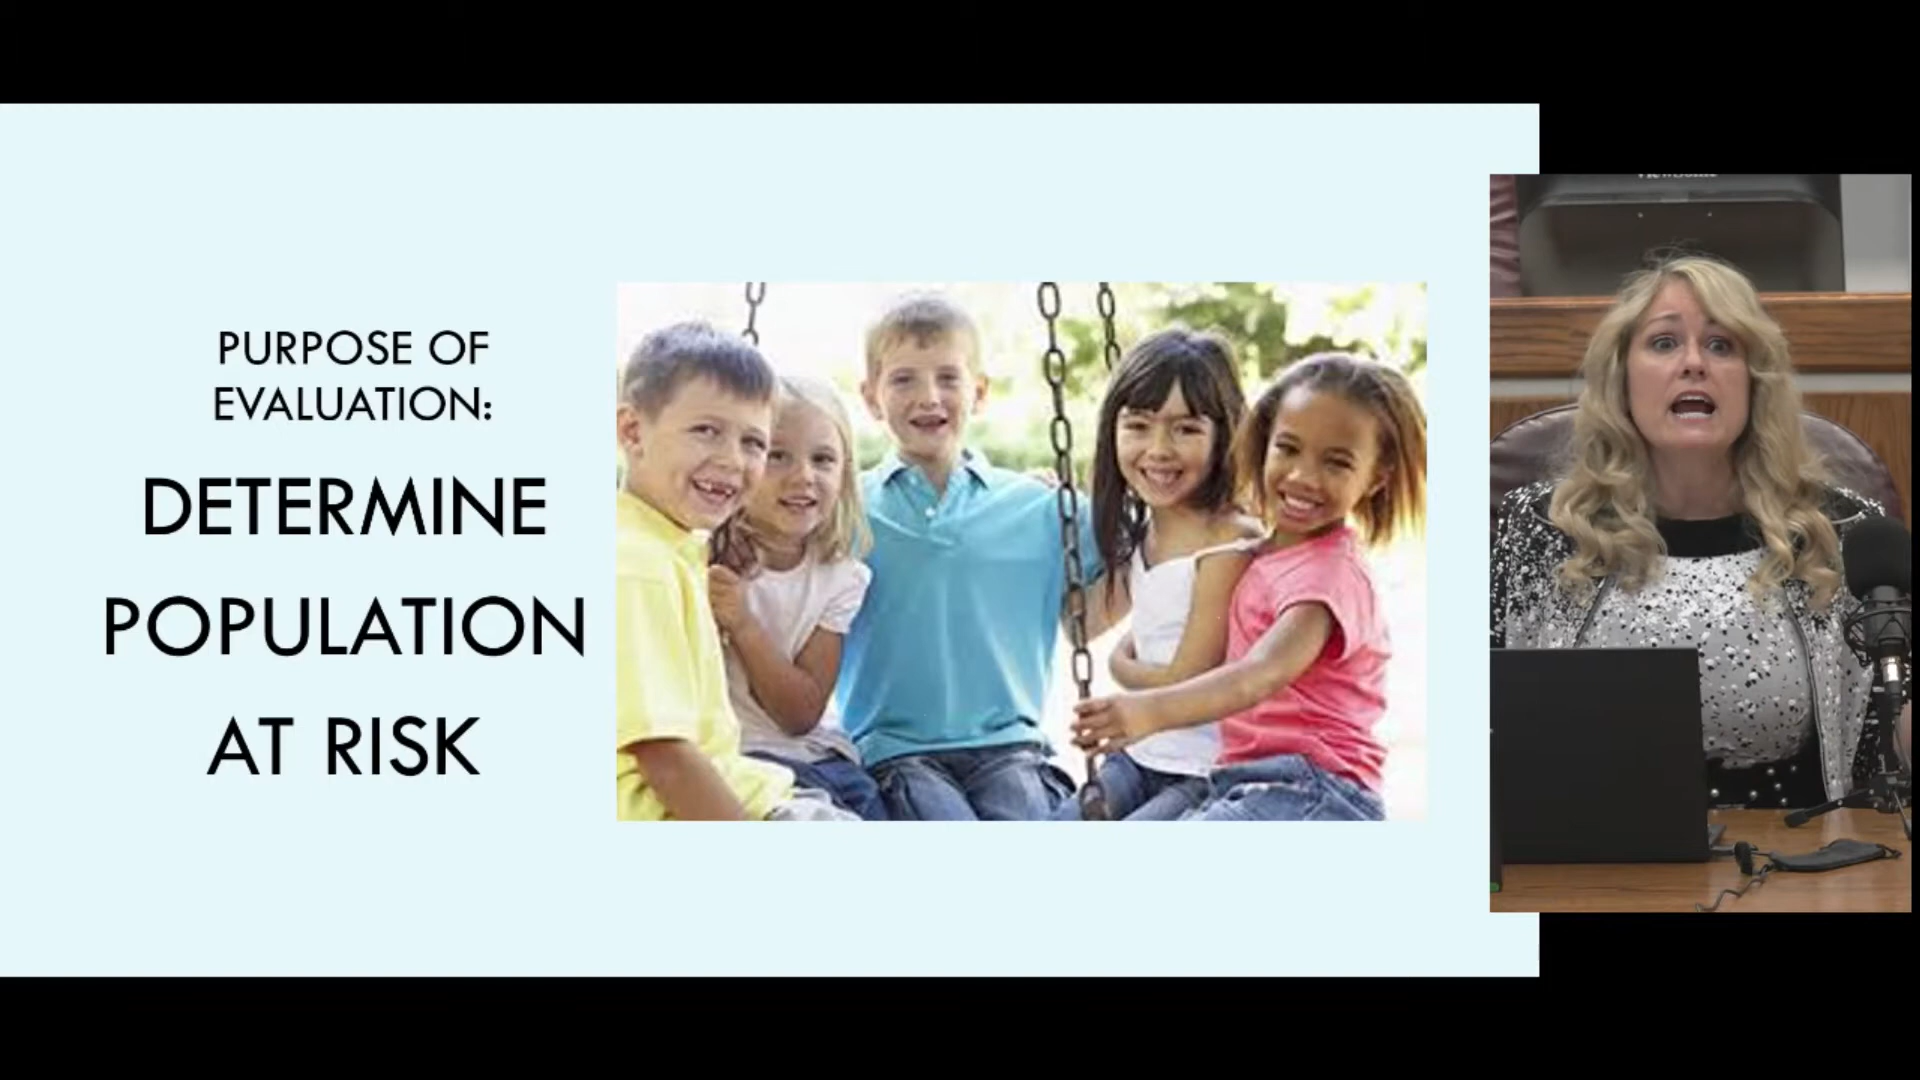 PURPOSE OF
EVALUATION:
DETERMINE
POPULATION
AT RISK